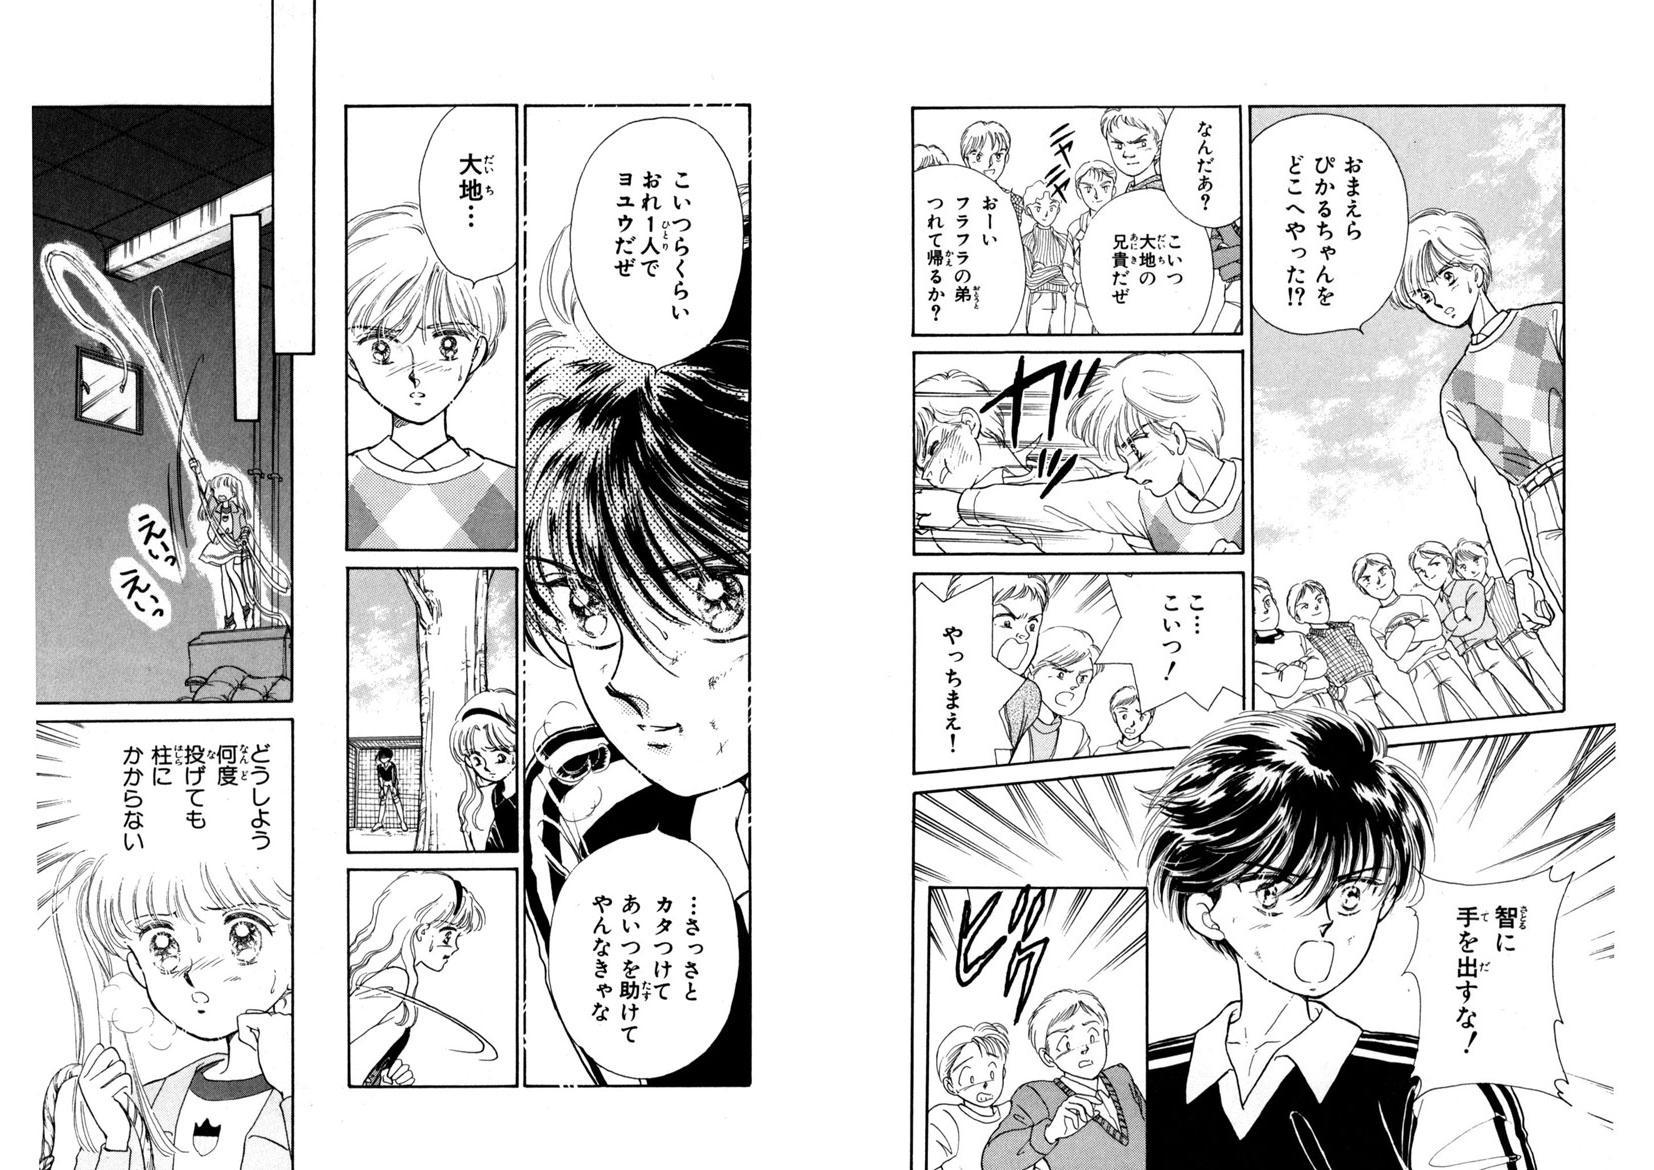 おまえら
ぴかるちゃんを
どこへやった!?
なんだあ?
こいつ
大地の
兄貴だぜ
ニヤニヤ
おーい
フラフラの弟
つれて帰るか?
ガッ
こ…
こいつ!
やっちまえ!
智に
手を出すな!
ビクッ
こいつらくらい
おれ1人で
ヨユウだぜ
…さっさと
カタつけて
あいつを助けて
やんなきゃな
大地…
えいっ
えいっ
どうしよう
何度
投げても
柱に
かからない